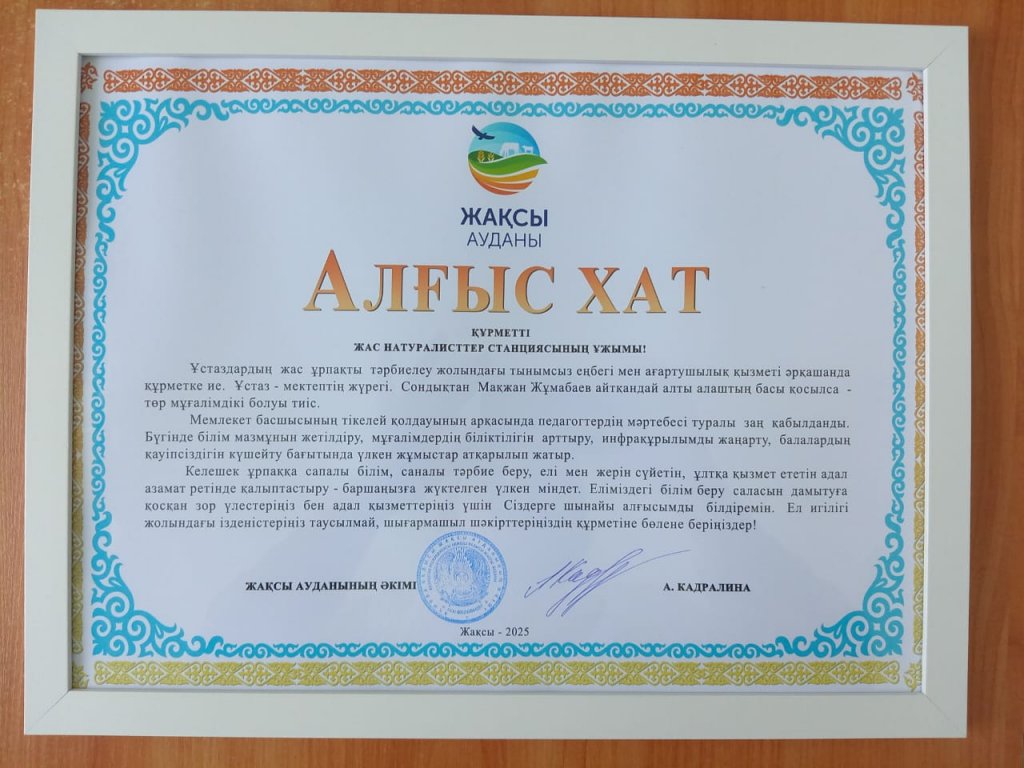 ЖАҚСЫ
АУДАНЫ
АЛҒЫС ХАТ
ҚҰРМЕТТІ
ЖАС НАТУРАЛИСТТЕР СТАНЦИЯСЫНЫҢ ҰЖЫМЫ!
Ұстаздардың жас ұрпақты тәрбиелеу жолындағы тынымсыз еңбегі мен ағартушылық қызметі әрқашанда
құрметке ие. Ұстаз - мектептің жүрегі. Сондықтан Мақжан Жұмабаев айтқандай алты алаштың басы қосылса -
төр мұғалімдікі болуы тиіс.
Мемлекет басшысының тікелей қолдауының арқасында педагогтердің мәртебесі туралы заң қабылданды.
Бүгінде білім мазмұнын жетілдіру, мұғалімдердің біліктілігін арттыру, инфрақұрылымды жаңарту, балалардың
қауіпсіздігін күшейту бағытында үлкен жұмыстар атқарылып жатыр.
Келешек ұрпаққа сапалы білім, саналы тәрбие беру, елі мен жерін сүйетін, ұлтқа қызмет ететін адал
азамат ретінде қалыптастыру - баршаңызға жүктелген үлкен міндет. Еліміздегі білім беру саласын дамытуға
қосқан зор үлестеріңіз бен адал қызметтеріңіз үшін Сіздерге шынайы алғысымды білдіремін. Ел игілігі
жолындағы ізденістеріңіз таусылмай, шығармашыл шәкірттеріңіздің құрметіне бөлене беріңіздер!
ЖАҚСЫ АУДАНЫНЫҢ ӘКІМІ
А. КАДРАЛИНА
Жақсы - 2025